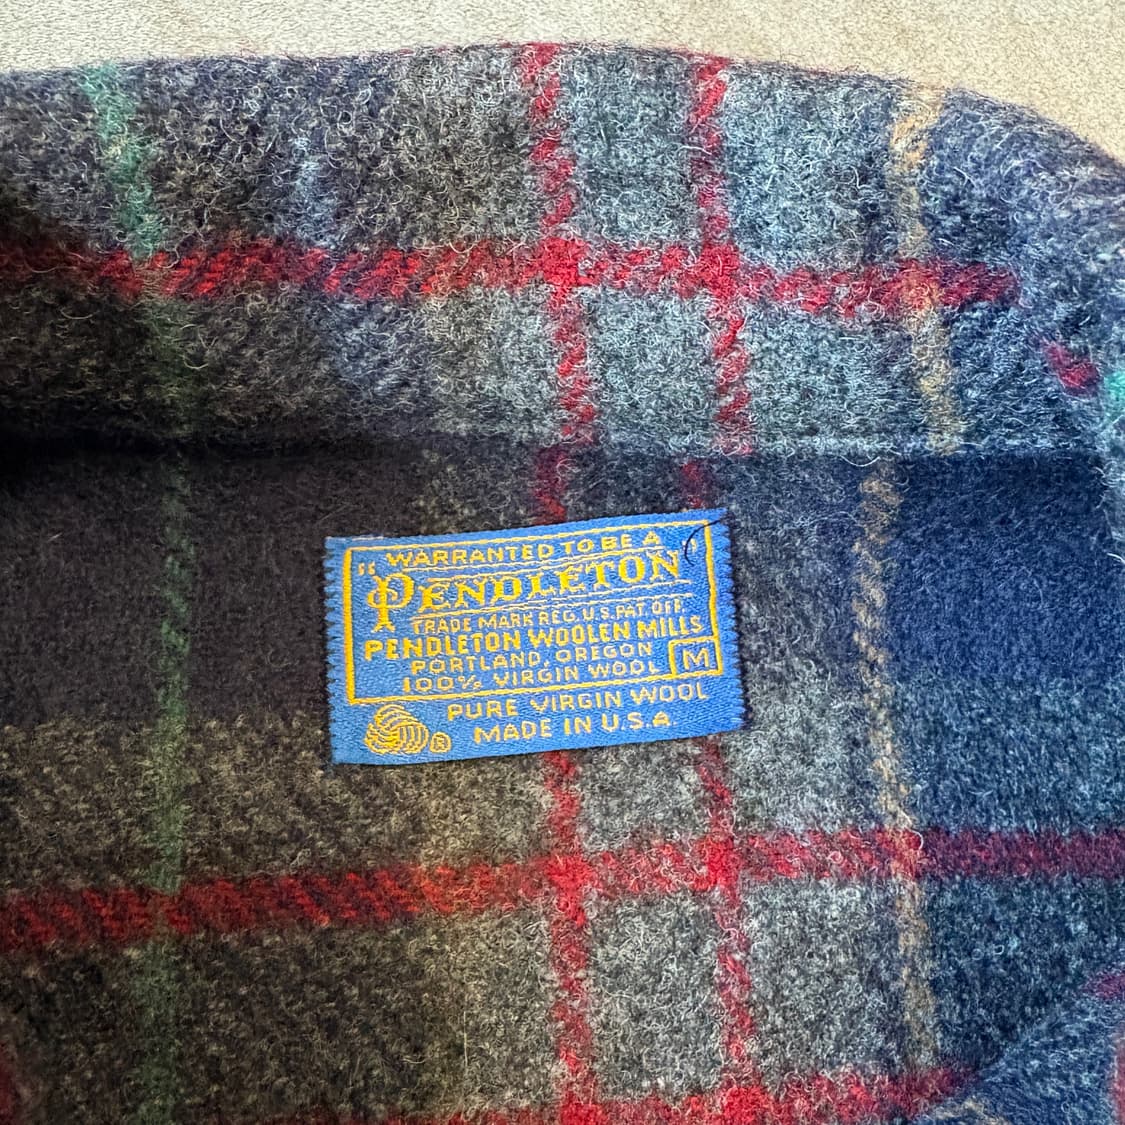 "WARRANTED TO BE A
PENDLETON"
TRADE MARK REG. U.S. PAT. OFF.
PENDLETON WOOLEN MILLS
PORTLAND, OREGON
100% VIRGIN WOOL
M
PURE VIRGIN WOOL
® MADE IN U.S.A.